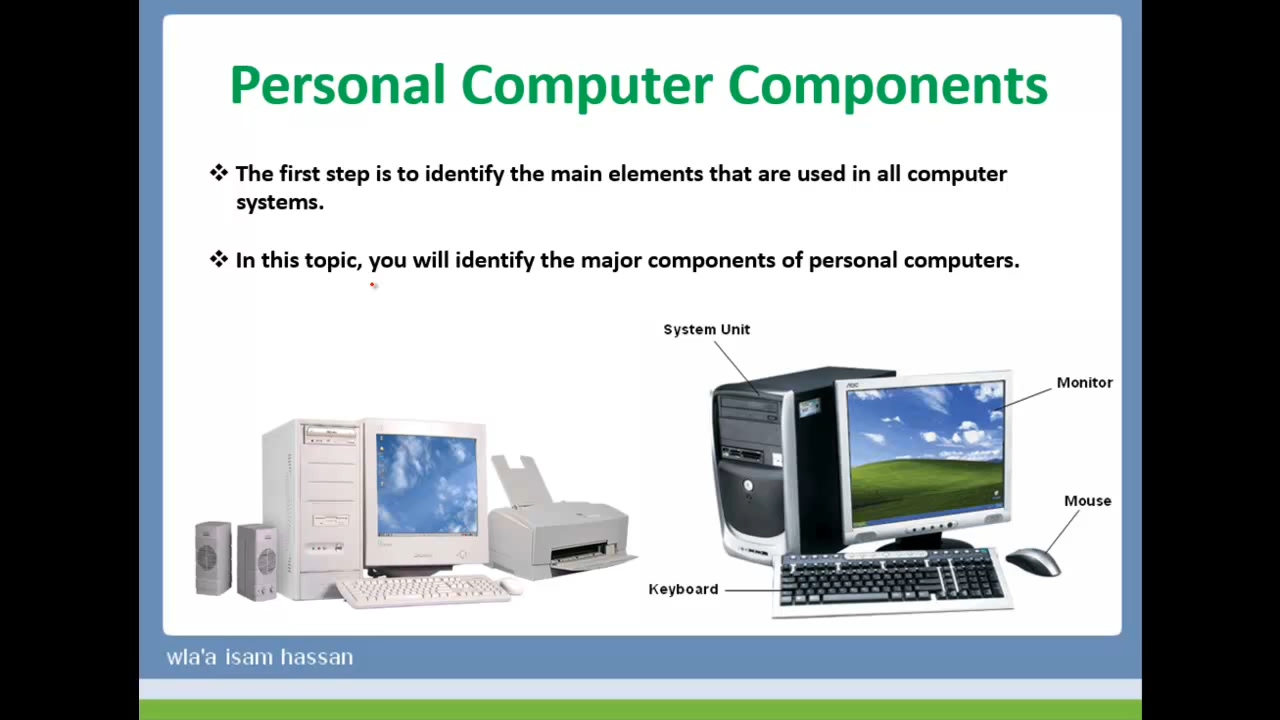 Personal Computer Components
❖ The first step is to identify the main elements that are used in all computer
systems.
❖ In this topic, you will identify the major components of personal computers.
System Unit
Monitor
Mouse
Keyboard
AOC
wla'a isam hassan